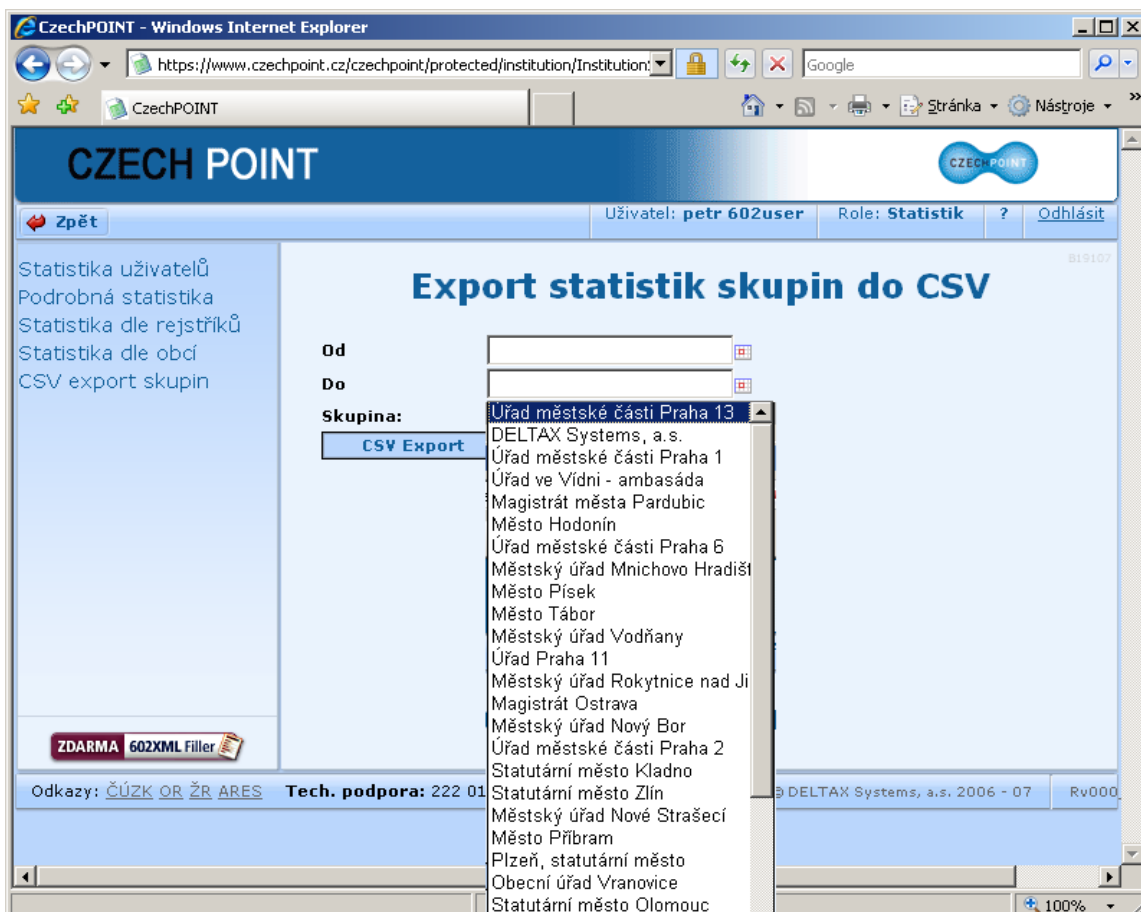 CzechPOINT - Windows Internet Explorer
https://www.czechpoint.cz/czechpoint/protected/institution/Institution
Google
CzechPOINT
Stránka
Nástroje
»
CZECH POINT
CZECHPOINT
Zpět
Uživatel: petr 602user
Role: Statistik
?
Odhlásit
B19107
Statistika uživatelů
Podrobná statistika
Statistika dle rejstříků
Statistika dle obcí
CSV export skupin
Export statistik skupin do CSV
Od
Do
Skupina:
CSV Export
Úřad městské části Praha 13
DELTAX Systems, a.s.
Úřad městské části Praha 1
Úřad ve Vídni - ambasáda
Magistrát města Pardubic
Město Hodonín
Úřad městské části Praha 6
Městský úřad Mnichovo Hradišt
Město Písek
Město Tábor
Městský úřad Vodňany
Úřad Praha 11
Městský úřad Rokytnice nad Ji
Magistrát Ostrava
Městský úřad Nový Bor
Úřad městské části Praha 2
Statutární město Kladno
Statutární město Zlín
Městský úřad Nové Strašecí
Město Příbram
Plzeň, statutární město
Obecní úřad Vranovice
Statutární město Olomouc
ZDARMA 602XML Filler
Odkazy: ČÚZK OR ŽR ARES
Tech. podpora: 222 01
DELTAX Systems, a.s. 2006 - 07
Rv000
100%